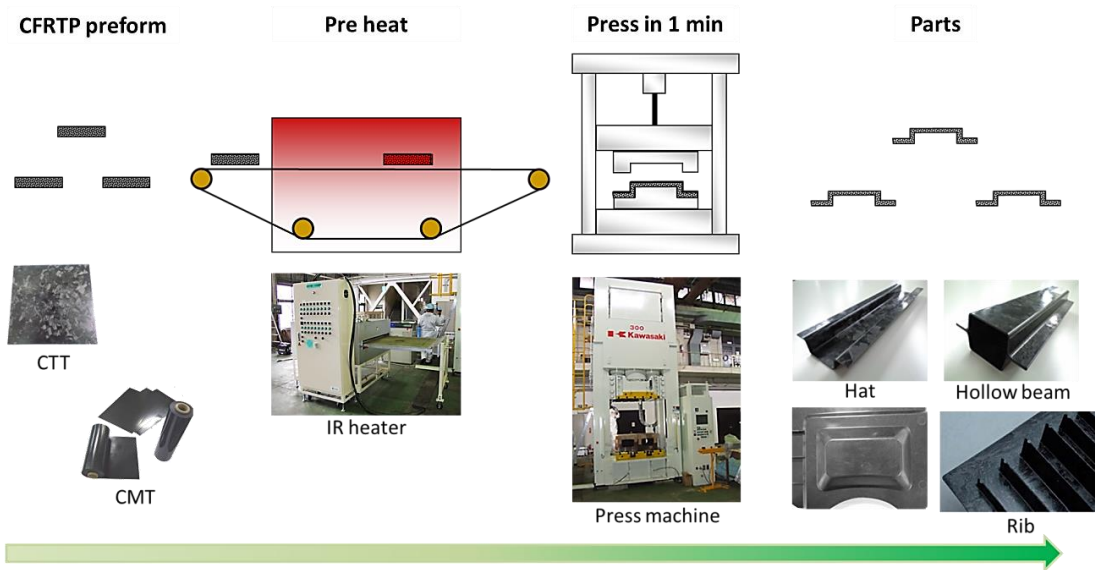 CFRTP preform
Pre heat
Press in 1 min
Parts
CTT
CMT
IR heater
300
Kawasaki
Press machine
Hat
Hollow beam
Rib